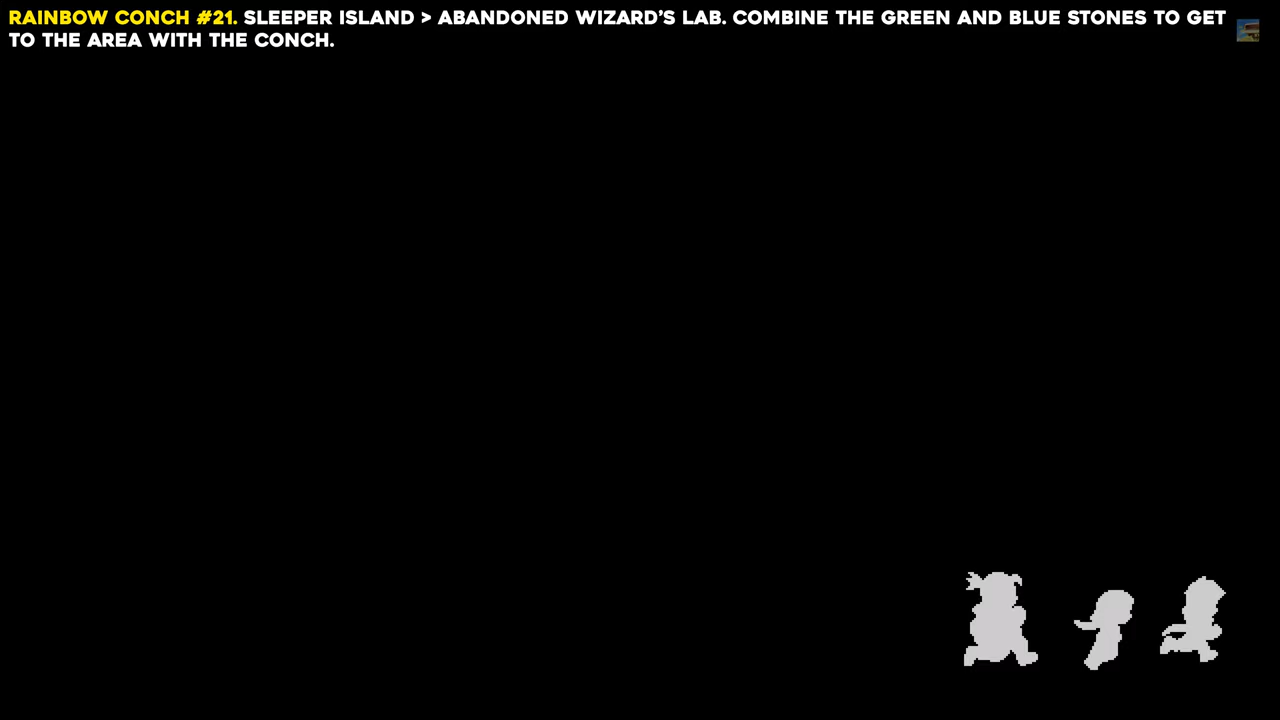 RAINBOW CONCH #21. SLEEPER ISLAND > ABANDONED WIZARD'S LAB. COMBINE THE GREEN AND BLUE STONES TO GET
TO THE AREA WITH THE CONCH.